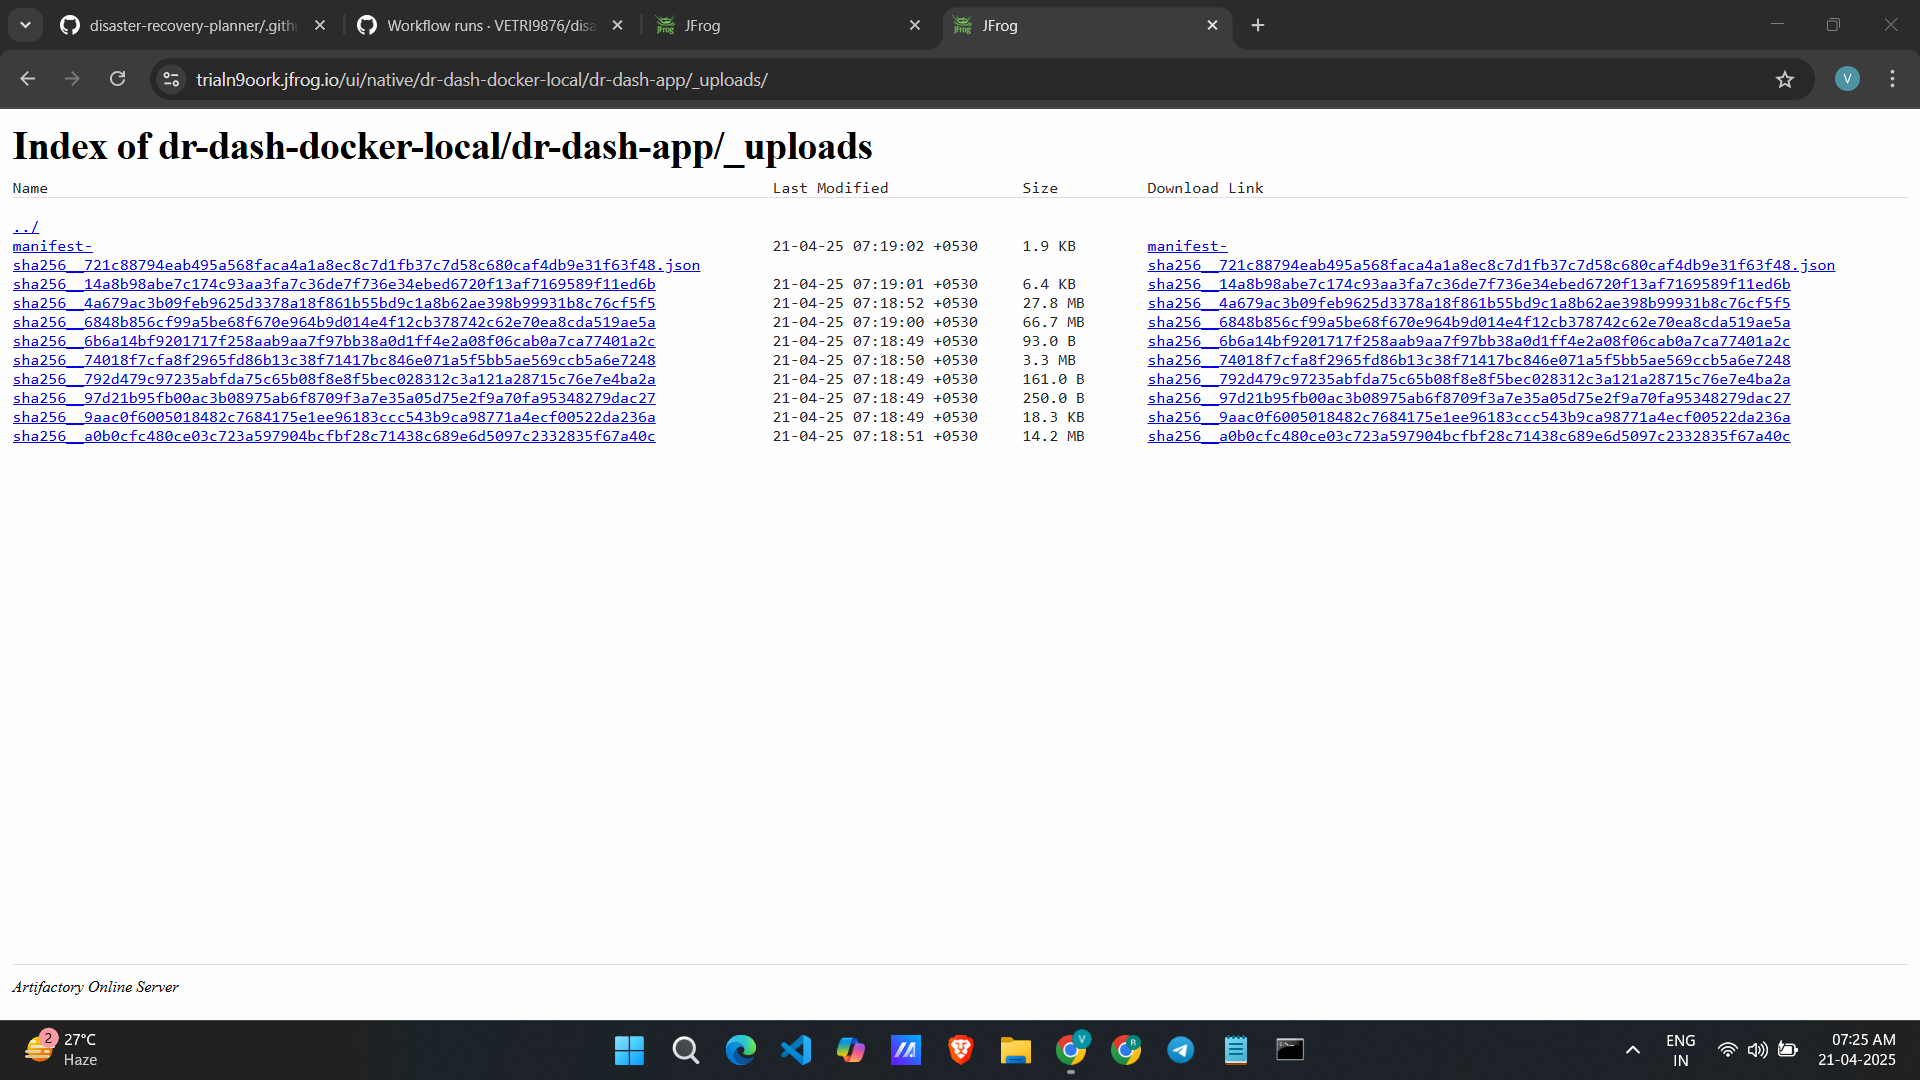 disaster-recovery-planner/.gith
Workflow runs · VETRI9876/disa
JFrog
JFrog
trialn9oork.jfrog.io/ui/native/dr-dash-docker-local/dr-dash-app/_uploads/
V
Index of dr-dash-docker-local/dr-dash-app/_uploads
Name Last Modified Size Download Link
../
manifest- 21-04-25 07:19:02 +0530 1.9 KB manifest-
sha256__721c88794eab495a568faca4a1a8ec8c7d1fb37c7d58c680caf4db9e31f63f48.json sha256__721c88794eab495a568faca4a1a8ec8c7d1fb37c7d58c680caf4db9e31f63f48.json
sha256__14a8b98abe7c174c93aa3fa7c36de7f736e34ebed6720f13af7169589f11ed6b 21-04-25 07:19:01 +0530 6.4 KB sha256__14a8b98abe7c174c93aa3fa7c36de7f736e34ebed6720f13af7169589f11ed6b
sha256__4a679ac3b09feb9625d3378a18f861b55bd9c1a8b62ae398b99931b8c76cf5f5 21-04-25 07:18:52 +0530 27.8 MB sha256__4a679ac3b09feb9625d3378a18f861b55bd9c1a8b62ae398b99931b8c76cf5f5
sha256__6848b856cf99a5be68f670e964b9d014e4f12cb378742c62e70ea8cda519ae5a 21-04-25 07:19:00 +0530 66.7 MB sha256__6848b856cf99a5be68f670e964b9d014e4f12cb378742c62e70ea8cda519ae5a
sha256__6b6a14bf9201717f258aab9aa7f97bb38a0d1ff4e2a08f06cab0a7ca77401a2c 21-04-25 07:18:49 +0530 93.0 B sha256__6b6a14bf9201717f258aab9aa7f97bb38a0d1ff4e2a08f06cab0a7ca77401a2c
sha256__74018f7cfa8f2965fd86b13c38f71417bc846e071a5f5bb5ae569ccb5a6e7248 21-04-25 07:18:50 +0530 3.3 MB sha256__74018f7cfa8f2965fd86b13c38f71417bc846e071a5f5bb5ae569ccb5a6e7248
sha256__792d479c97235abfda75c65b08f8e8f5bec028312c3a121a28715c76e7e4ba2a 21-04-25 07:18:49 +0530 161.0 B sha256__792d479c97235abfda75c65b08f8e8f5bec028312c3a121a28715c76e7e4ba2a
sha256__97d21b95fb00ac3b08975ab6f8709f3a7e35a05d75e2f9a70fa95348279dac27 21-04-25 07:18:49 +0530 250.0 B sha256__97d21b95fb00ac3b08975ab6f8709f3a7e35a05d75e2f9a70fa95348279dac27
sha256__9aac0f6005018482c7684175e1ee96183ccc543b9ca98771a4ecf00522da236a 21-04-25 07:18:49 +0530 18.3 KB sha256__9aac0f6005018482c7684175e1ee96183ccc543b9ca98771a4ecf00522da236a
sha256__a0b0cfc480ce03c723a597904bcfbf28c71438c689e6d5097c2332835f67a40c 21-04-25 07:18:51 +0530 14.2 MB sha256__a0b0cfc480ce03c723a597904bcfbf28c71438c689e6d5097c2332835f67a40c
Artifactory Online Server
2 27°C
Haze
V
R
ENG
IN
07:25 AM
21-04-2025